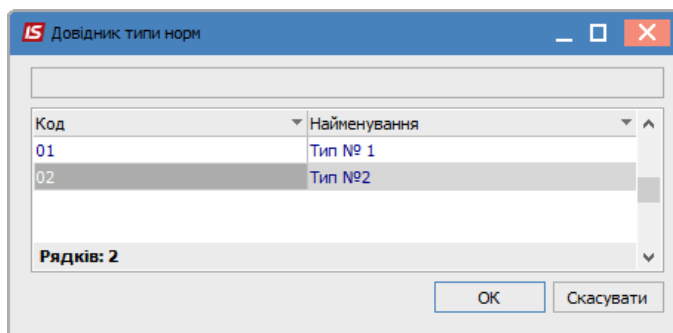 IS Довідник типи норм
Код Найменування
01 Тип № 1
02 Тип №2
Рядків: 2
ОК Скасувати